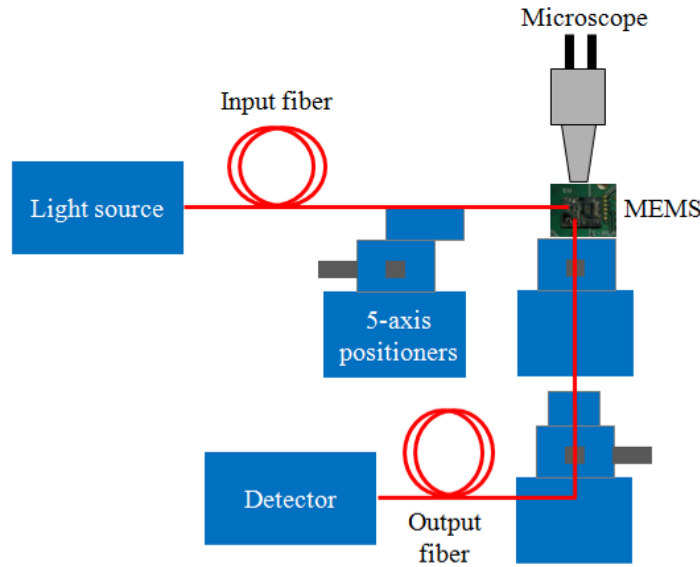 Microscope
Input fiber
Light source
MEMS
5-axis
positioners
Detector
Output
fiber